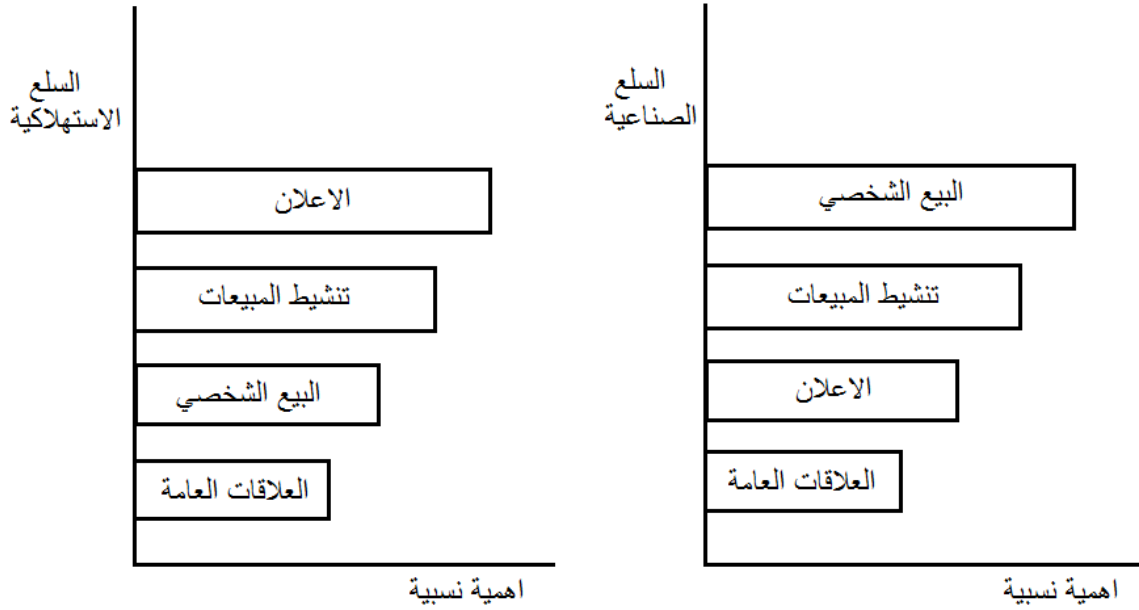 السلع
الاستهلاكية
الاعلان
تنشيط المبيعات
البيع الشخصي
العلاقات العامة
اهمية نسبية
السلع
الصناعية
البيع الشخصي
تنشيط المبيعات
الاعلان
العلاقات العامة
اهمية نسبية